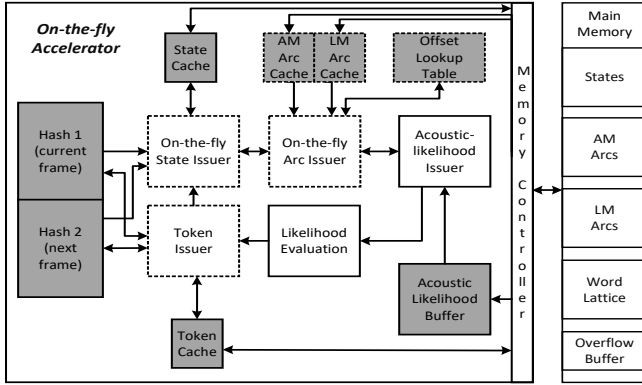 On-the-fly
Accelerator
State
Cache
AM
Arc
Cache
LM
Arc
Cache
Offset
Lookup
Table
Hash 1
(current
frame)
On-the-fly
State Issuer
On-the-fly
Arc Issuer
Acoustic-
likelihood
Issuer
Hash 2
(next
frame)
Token
Issuer
Likelihood
Evaluation
Acoustic
Likelihood
Buffer
Token
Cache
Memory Controller
Main
Memory
States
AM
Arcs
LM
Arcs
Word
Lattice
Overflow
Buffer